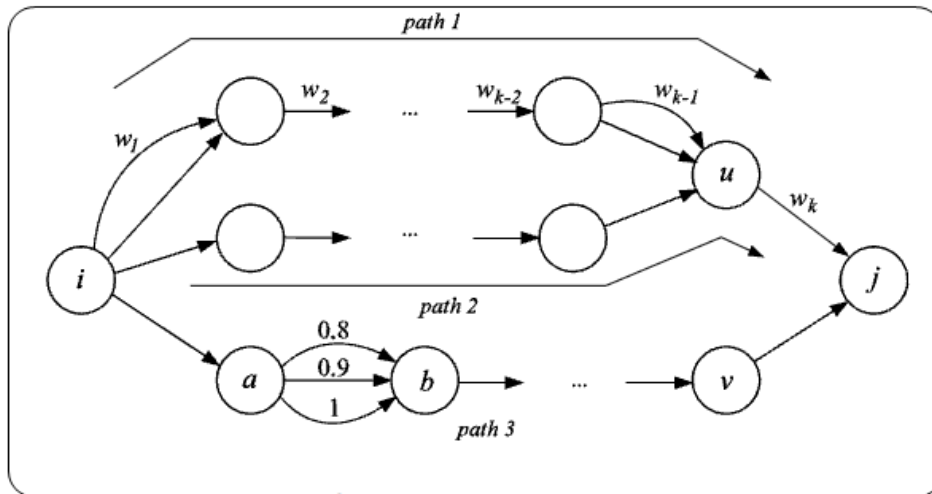 path 1
w₂ ... wₖ₋₂ wₖ₋₁
w₁
u
wₖ
...
i
j
path 2
0.8
a 0.9 b ... v
1
path 3